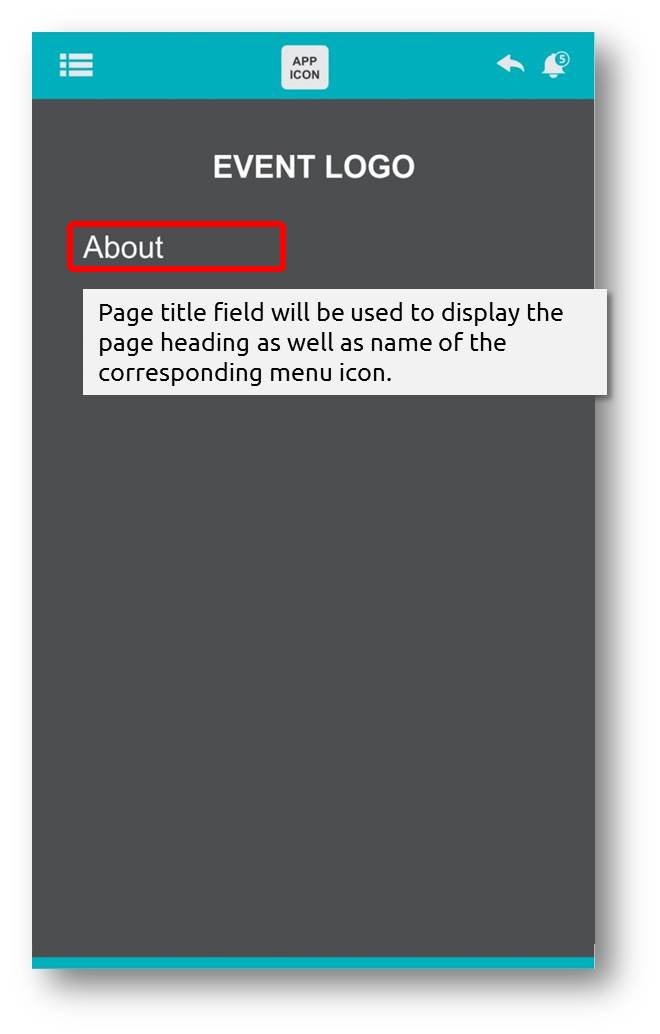 APP
ICON
5
EVENT LOGO
About
Page title field will be used to display the
page heading as well as name of the
corresponding menu icon.